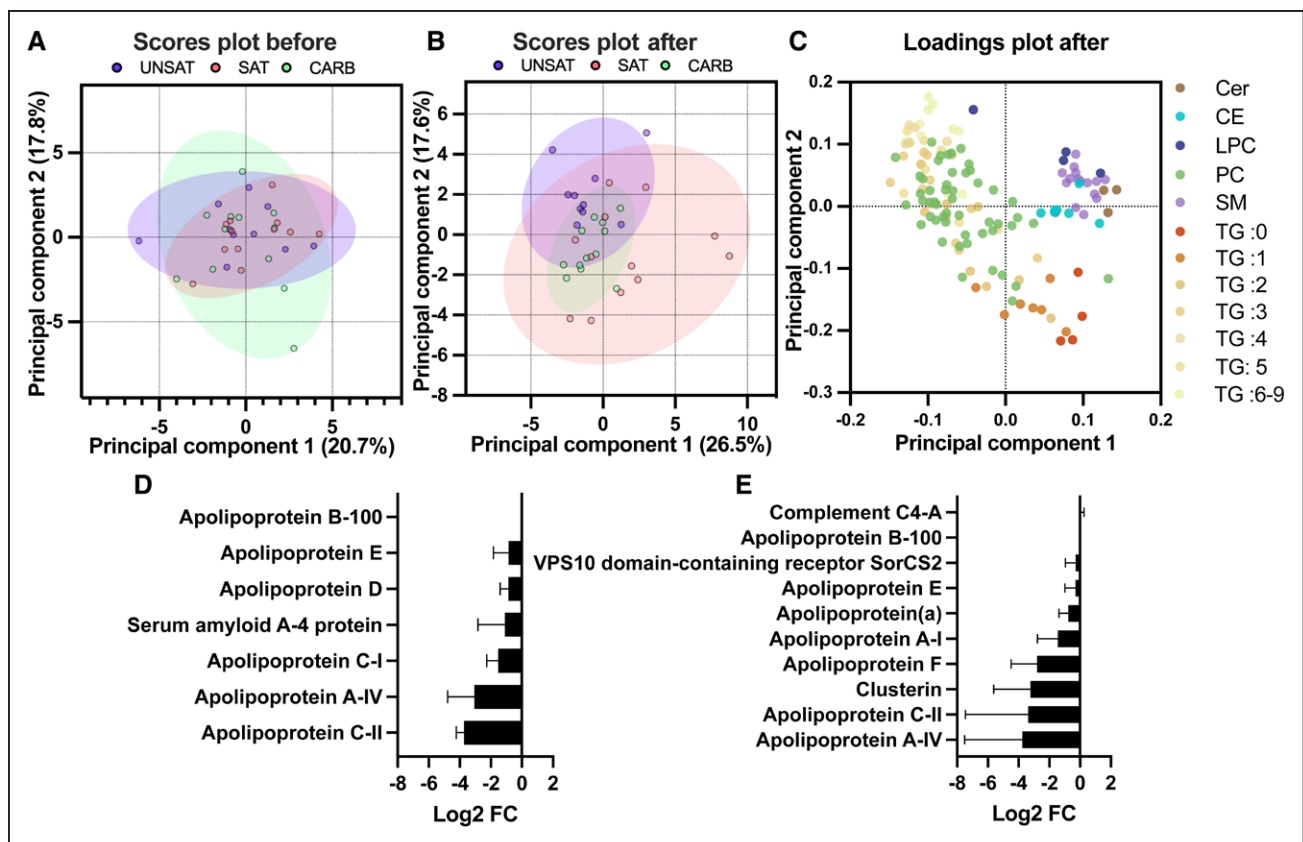 A
Scores plot before
UNSAT SAT CARB
Principal component 2 (17.8%)
5
0
-5
-5 0 5
Principal component 1 (20.7%)
B
Scores plot after
UNSAT SAT CARB
Principal component 2 (17.6%)
6
4
2
0
-2
-4
-6
-8
-5 0 5 10
Principal component 1 (26.5%)
C
Loadings plot after
Principal component 2
0.2
0.1
0.0
-0.1
-0.2
-0.3
-0.2 -0.1 0.0 0.1 0.2
Principal component 1
Cer
CE
LPC
PC
SM
TG :0
TG :1
TG :2
TG :3
TG :4
TG: 5
TG :6-9
D
Apolipoprotein B-100
Apolipoprotein E
Apolipoprotein D
Serum amyloid A-4 protein
Apolipoprotein C-I
Apolipoprotein A-IV
Apolipoprotein C-II
-8 -6 -4 -2 0 2
Log2 FC
E
Complement C4-A
Apolipoprotein B-100
VPS10 domain-containing receptor SorCS2
Apolipoprotein E
Apolipoprotein(a)
Apolipoprotein A-I
Apolipoprotein F
Clusterin
Apolipoprotein C-II
Apolipoprotein A-IV
-8 -6 -4 -2 0 2
Log2 FC